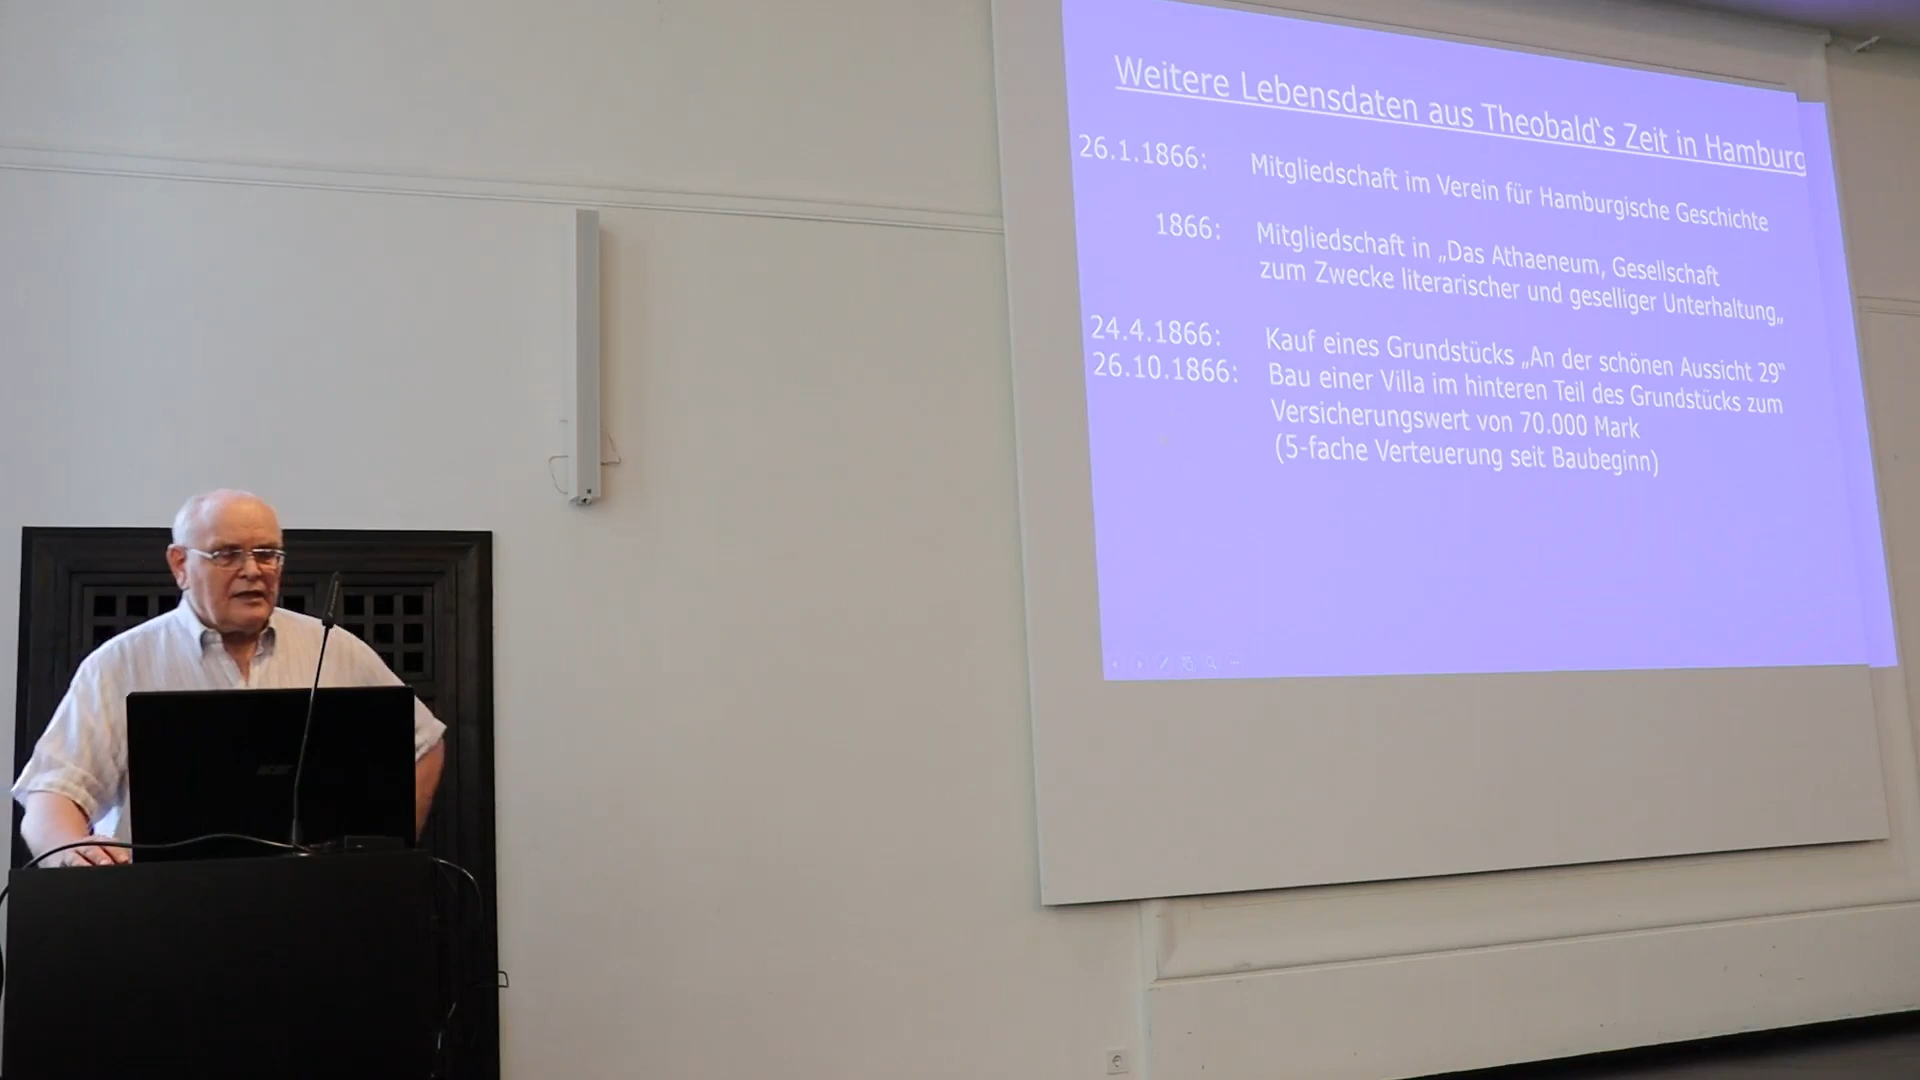 Weitere Lebensdaten aus Theobald`s Zeit in Hamburg
26.1.1866: Mitgliedschaft im Verein für Hamburgische Geschichte
1866: Mitgliedschaft in „Das Athaeneum, Gesellschaft
zum Zwecke literarischer und geselliger Unterhaltung„
24.4.1866: Kauf eines Grundstücks „An der schönen Aussicht 29“
26.10.1866: Bau einer Villa im hinteren Teil des Grundstücks zum
Versicherungswert von 70.000 Mark
(5-fache Verteuerung seit Baubeginn)
acer